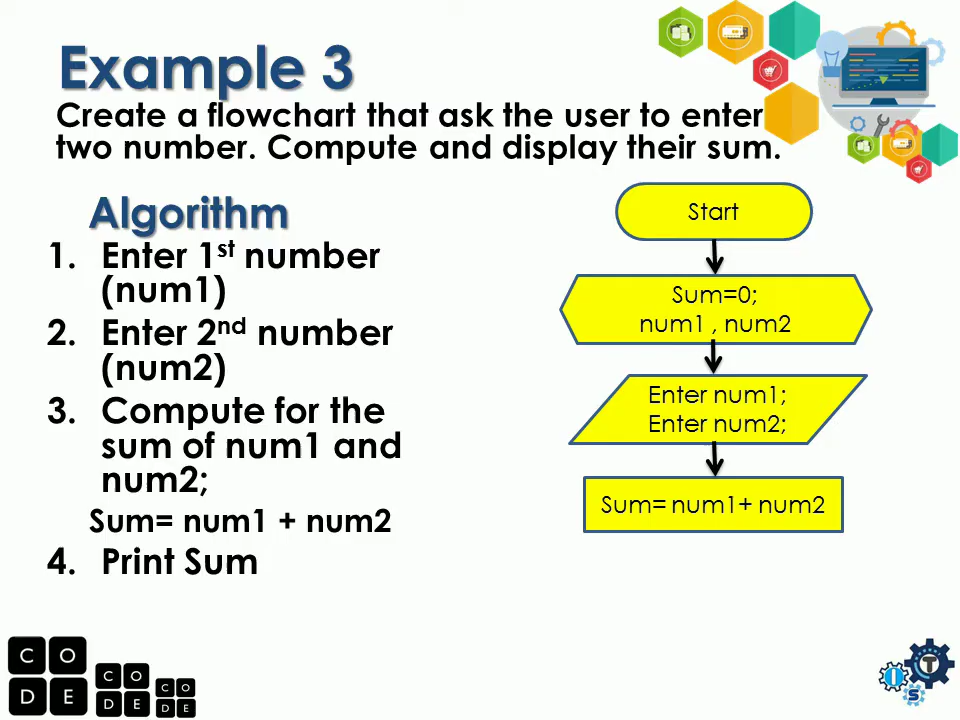 Example 3
Create a flowchart that ask the user to enter
two number. Compute and display their sum.
Algorithm
1. Enter 1st number
(num1)
2. Enter 2nd number
(num2)
3. Compute for the
sum of num1 and
num2;
Sum= num1 + num2
4. Print Sum
Start
Sum=0;
num1 , num2
Enter num1;
Enter num2;
Sum= num1+ num2
C O
D E
C O
D E
C O
D E
I T
S